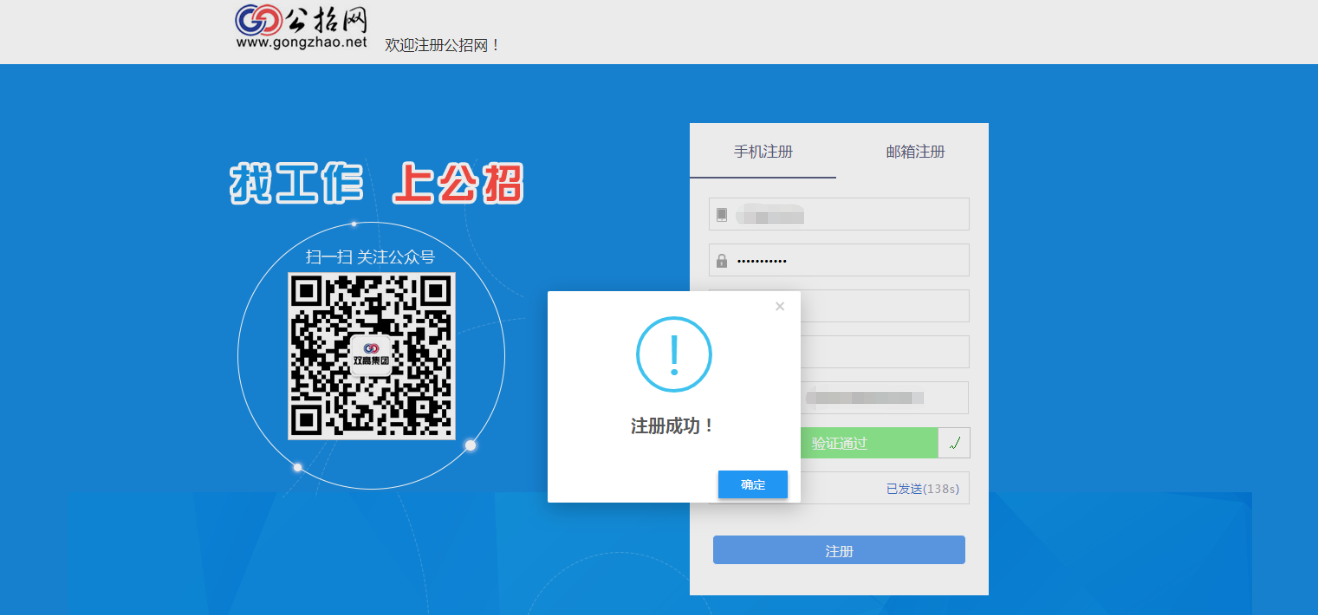 公招网
www.gongzhao.net
欢迎注册公招网！
找工作 上公招
扫一扫 关注公众号
双高集团
手机注册 邮箱注册
•••••••••••
×
!
注册成功！
确定
验证通过
已发送(138s)
注册